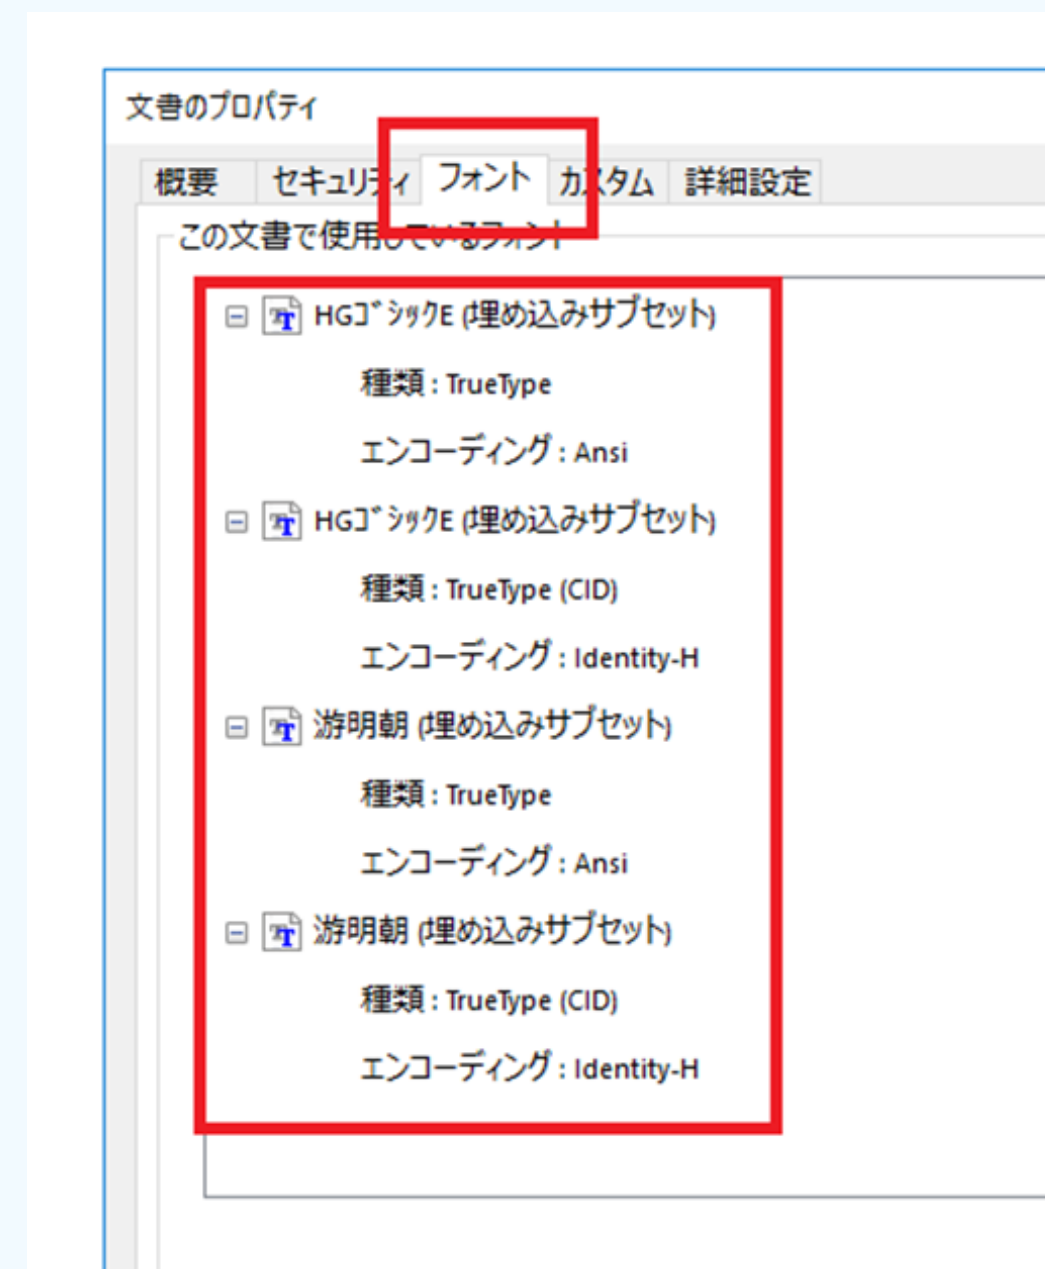 文書のプロパティ
概要 セキュリティ フォント カスタム 詳細設定
この文書で使用しているフォント
HGｺﾞｼｯｸE (埋め込みサブセット)
種類 : TrueType
エンコーディング : Ansi
HGｺﾞｼｯｸE (埋め込みサブセット)
種類 : TrueType (CID)
エンコーディング : Identity-H
游明朝 (埋め込みサブセット)
種類 : TrueType
エンコーディング : Ansi
游明朝 (埋め込みサブセット)
種類 : TrueType (CID)
エンコーディング : Identity-H